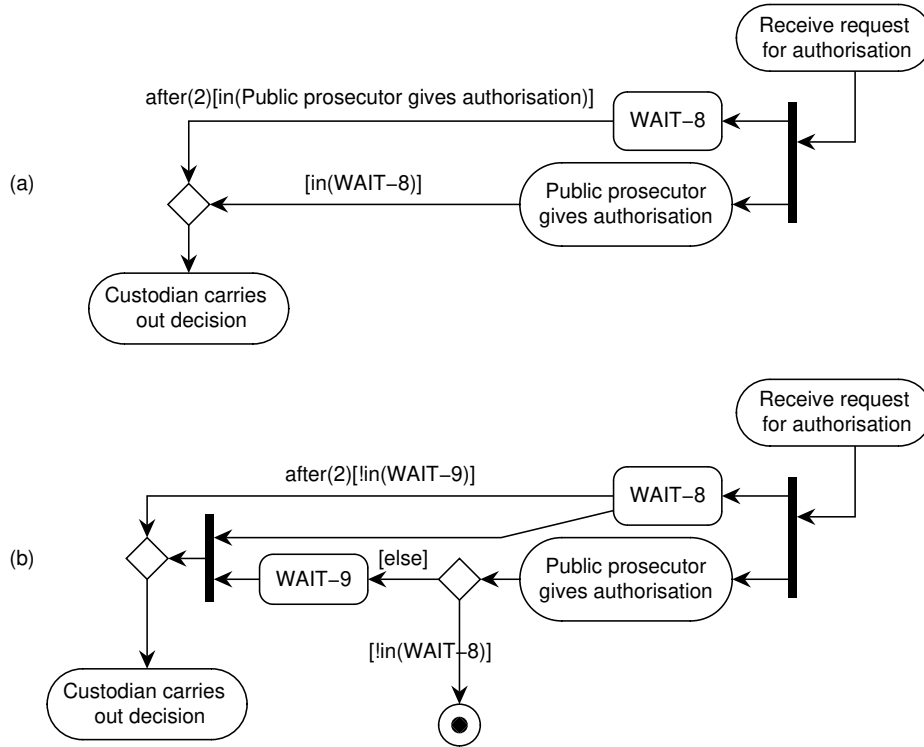 Receive request
for authorisation
after(2)[in(Public prosecutor gives authorisation)]
WAIT−8
(a)
[in(WAIT−8)]
Public prosecutor
gives authorisation
Custodian carries
out decision
Receive request
for authorisation
after(2)[!in(WAIT−9)]
WAIT−8
(b)
[else]
WAIT−9
Public prosecutor
gives authorisation
[!in(WAIT−8)]
Custodian carries
out decision